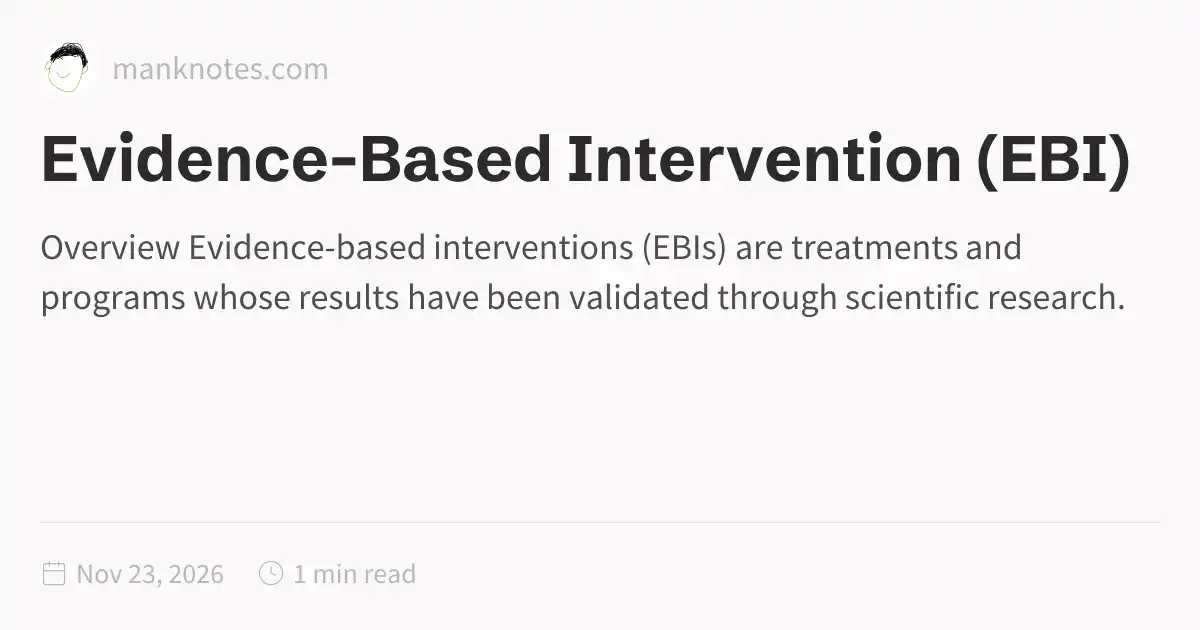 manknotes.com
Evidence-Based Intervention (EBI)
Overview Evidence-based interventions (EBIs) are treatments and
programs whose results have been validated through scientific research.
Nov 23, 2026 1 min read